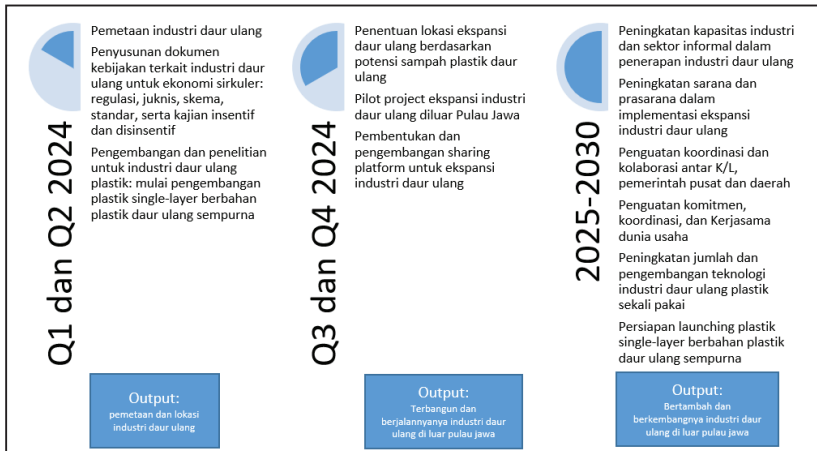 Q1 dan Q2 2024
Pemetaan industri daur ulang
Penyusunan dokumen
kebijakan terkait industri daur
ulang untuk ekonomi sirkuler:
regulasi, juknis, skema,
standar, serta kajian insentif
dan disinsentif
Pengembangan dan penelitian
untuk industri daur ulang
plastik: mulai pengembangan
plastik single-layer berbahan
plastik daur ulang sempurna
Output:
pemetaan dan lokasi
industri daur ulang
Q3 dan Q4 2024
Penentuan lokasi ekspansi
daur ulang berdasarkan
potensi sampah plastik daur
ulang
Pilot project ekspansi industri
daur ulang diluar Pulau Jawa
Pembentukan dan
pengembangan sharing
platform untuk ekspansi
industri daur ulang
Output:
Terbangun dan
berjalannyanya industri daur
ulang di luar pulau jawa
2025-2030
Peningkatan kapasitas industri
dan sektor informal dalam
penerapan industri daur ulang
Peningkatan sarana dan
prasarana dalam
implementasi ekspansi
industri daur ulang
Penguatan koordinasi dan
kolaborasi antar K/L,
pemerintah pusat dan daerah
Penguatan komitmen,
koordinasi, dan Kerjasama
dunia usaha
Peningkatan jumlah dan
pengembangan teknologi
industri daur ulang plastik
sekali pakai
Persiapan launching plastik
single-layer berbahan plastik
daur ulang sempurna
Output:
Bertambah dan
berkembangnya industri daur
ulang di luar pulau jawa